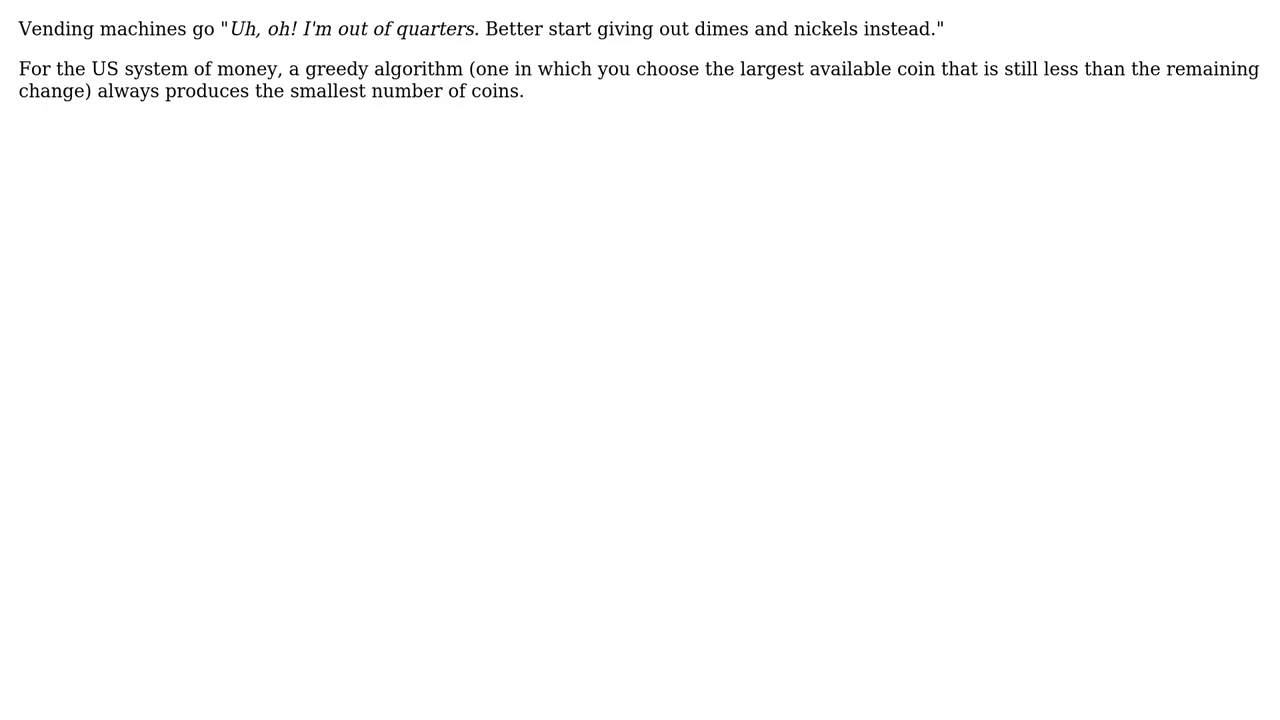 Vending machines go "Uh, oh! I'm out of quarters. Better start giving out dimes and nickels instead."
For the US system of money, a greedy algorithm (one in which you choose the largest available coin that is still less than the remaining
change) always produces the smallest number of coins.